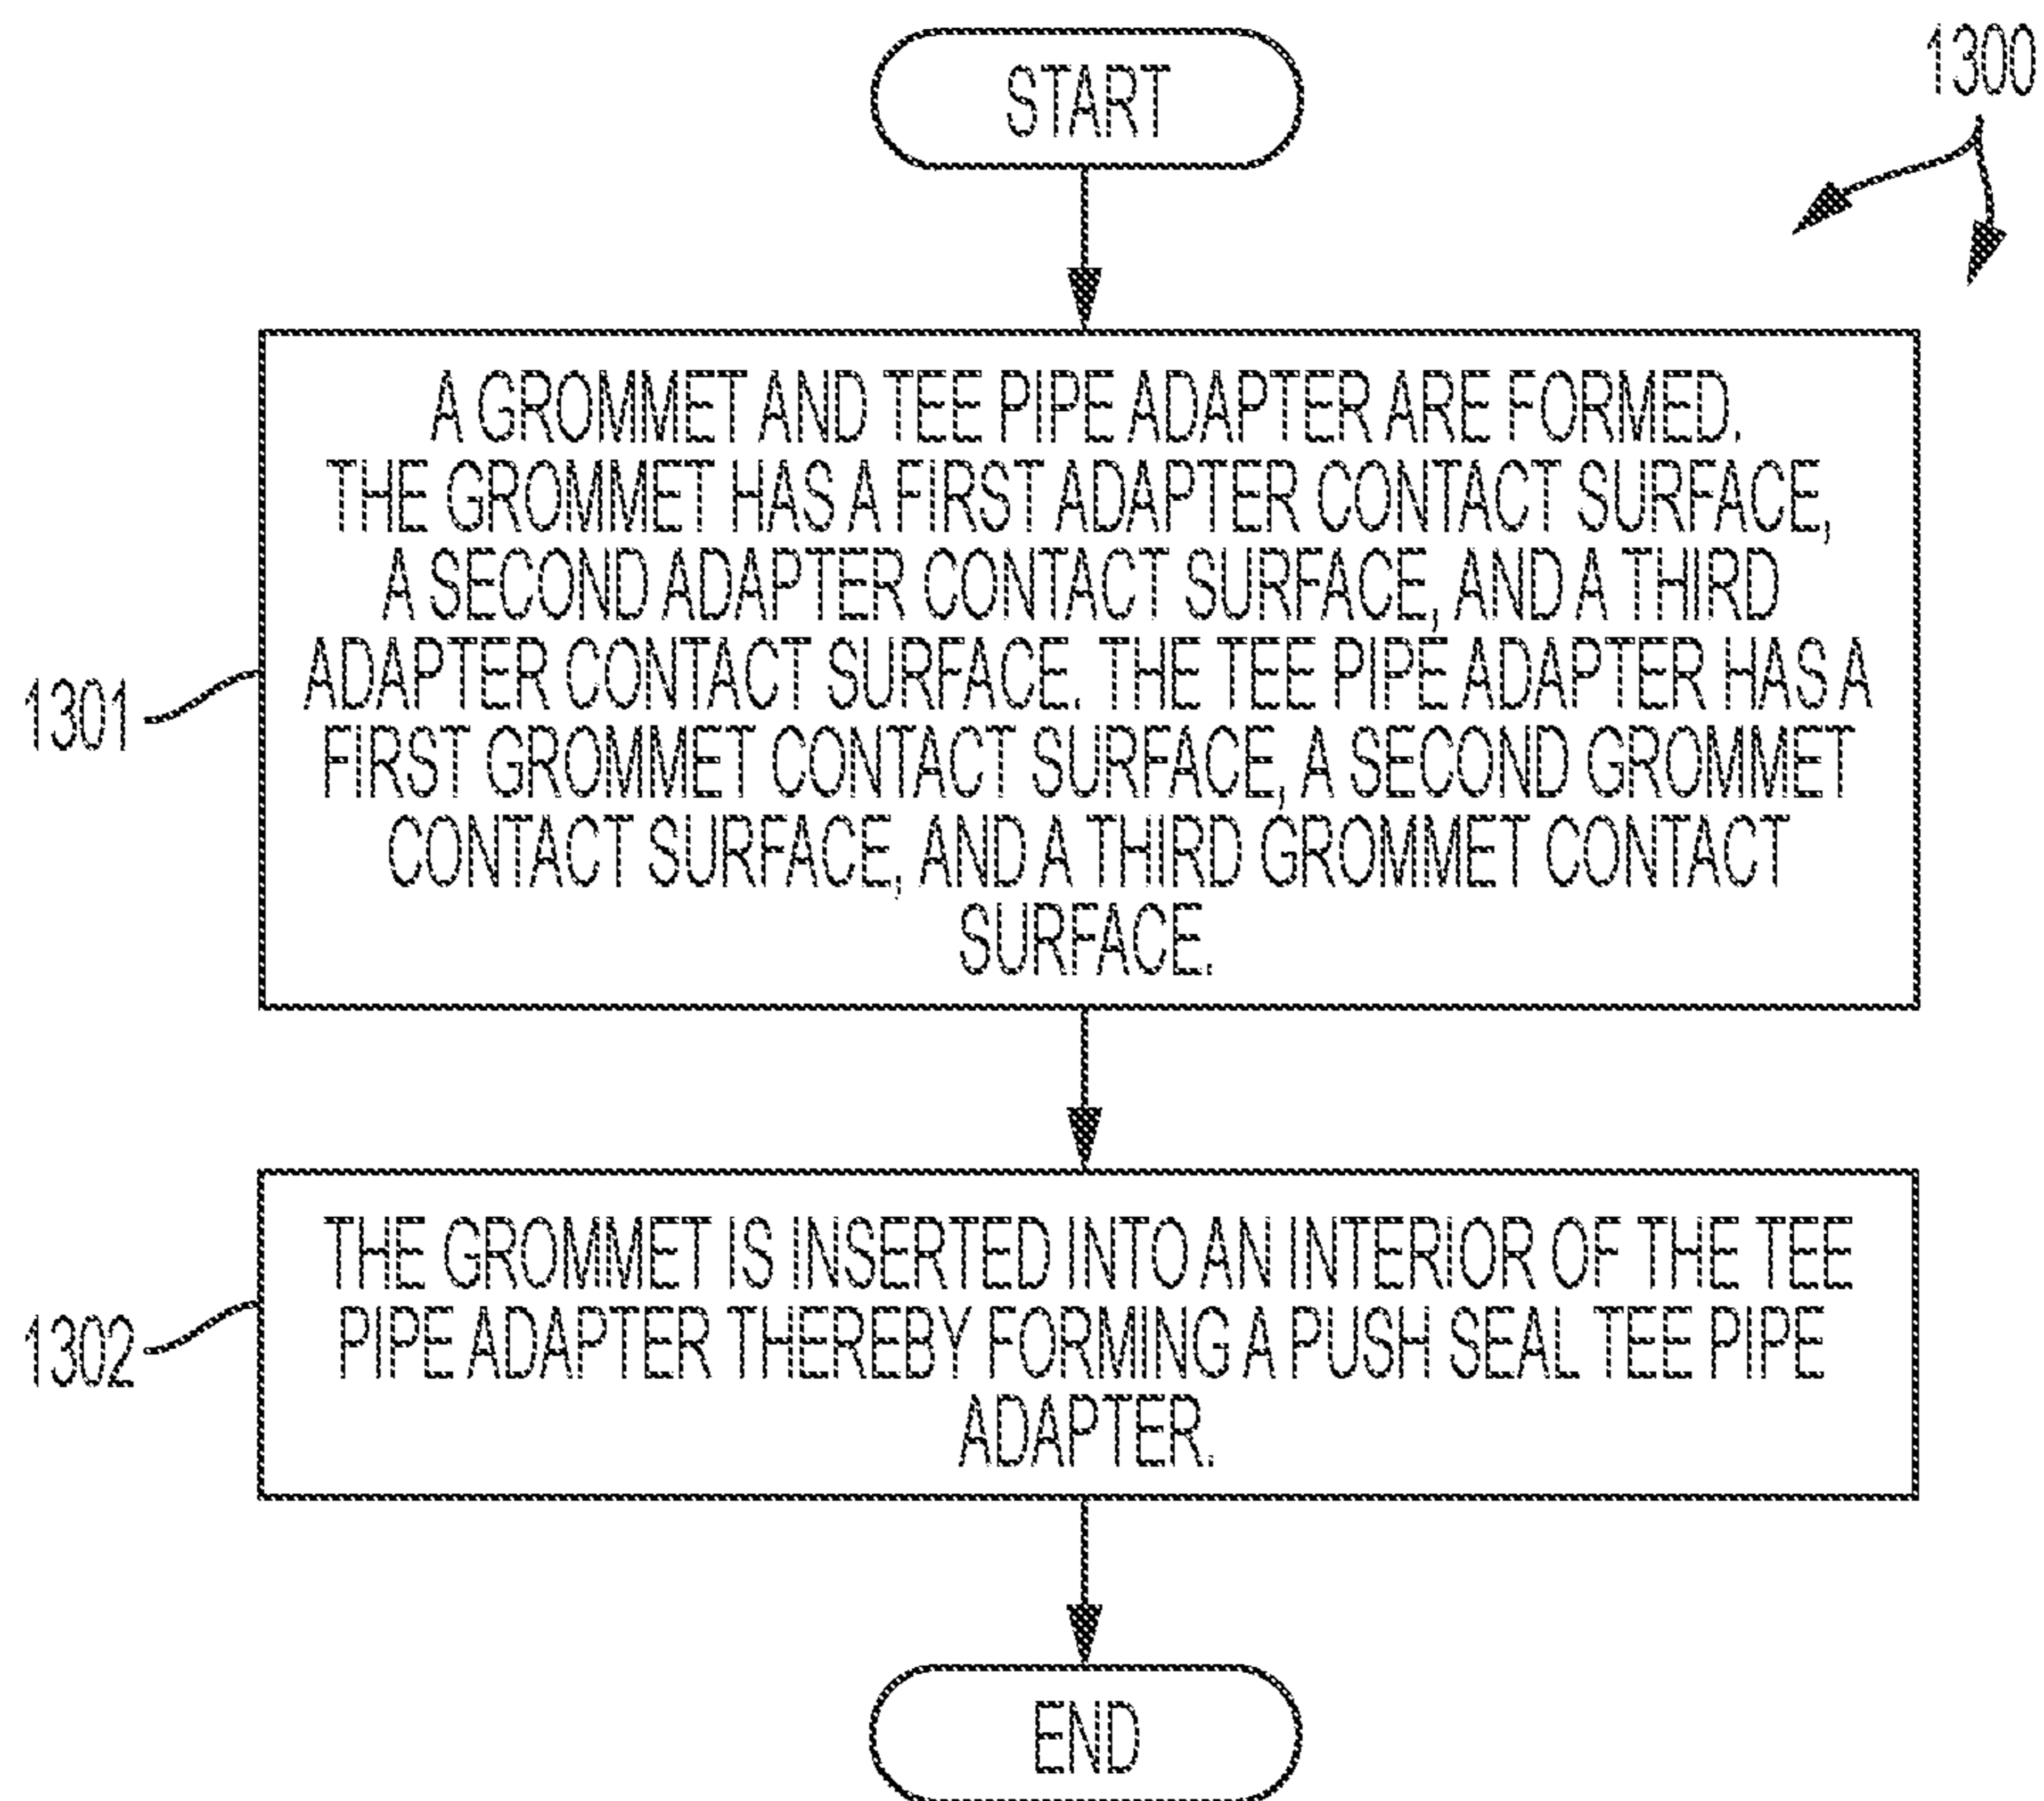 START
1300
A GROMMET AND TEE PIPE ADAPTER ARE FORMED.
THE GROMMET HAS A FIRST ADAPTER CONTACT SURFACE,
A SECOND ADAPTER CONTACT SURFACE, AND A THIRD
ADAPTER CONTACT SURFACE. THE TEE PIPE ADAPTER HAS A
FIRST GROMMET CONTACT SURFACE, A SECOND GROMMET
CONTACT SURFACE, AND A THIRD GROMMET CONTACT
SURFACE.
1301
THE GROMMET IS INSERTED INTO AN INTERIOR OF THE TEE
PIPE ADAPTER THEREBY FORMING A PUSH SEAL TEE PIPE
ADAPTER.
1302
END